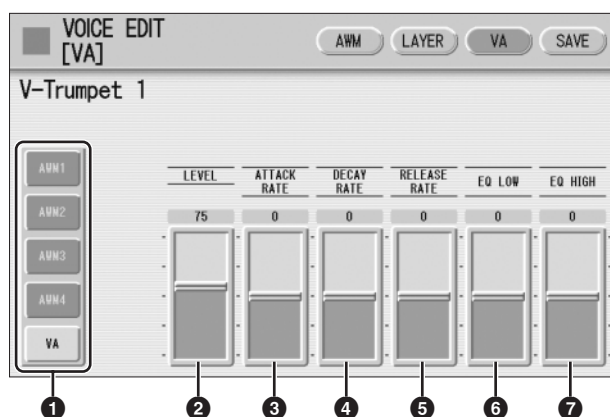 VOICE EDIT
[VA]
AWM LAYER VA SAVE
V-Trumpet 1
AWM1
AWM2
AWM3
AWM4
VA
LEVEL
75
ATTACK
RATE
0
DECAY
RATE
0
RELEASE
RATE
0
EQ LOW
0
EQ HIGH
0
1 2 3 4 5 6 7